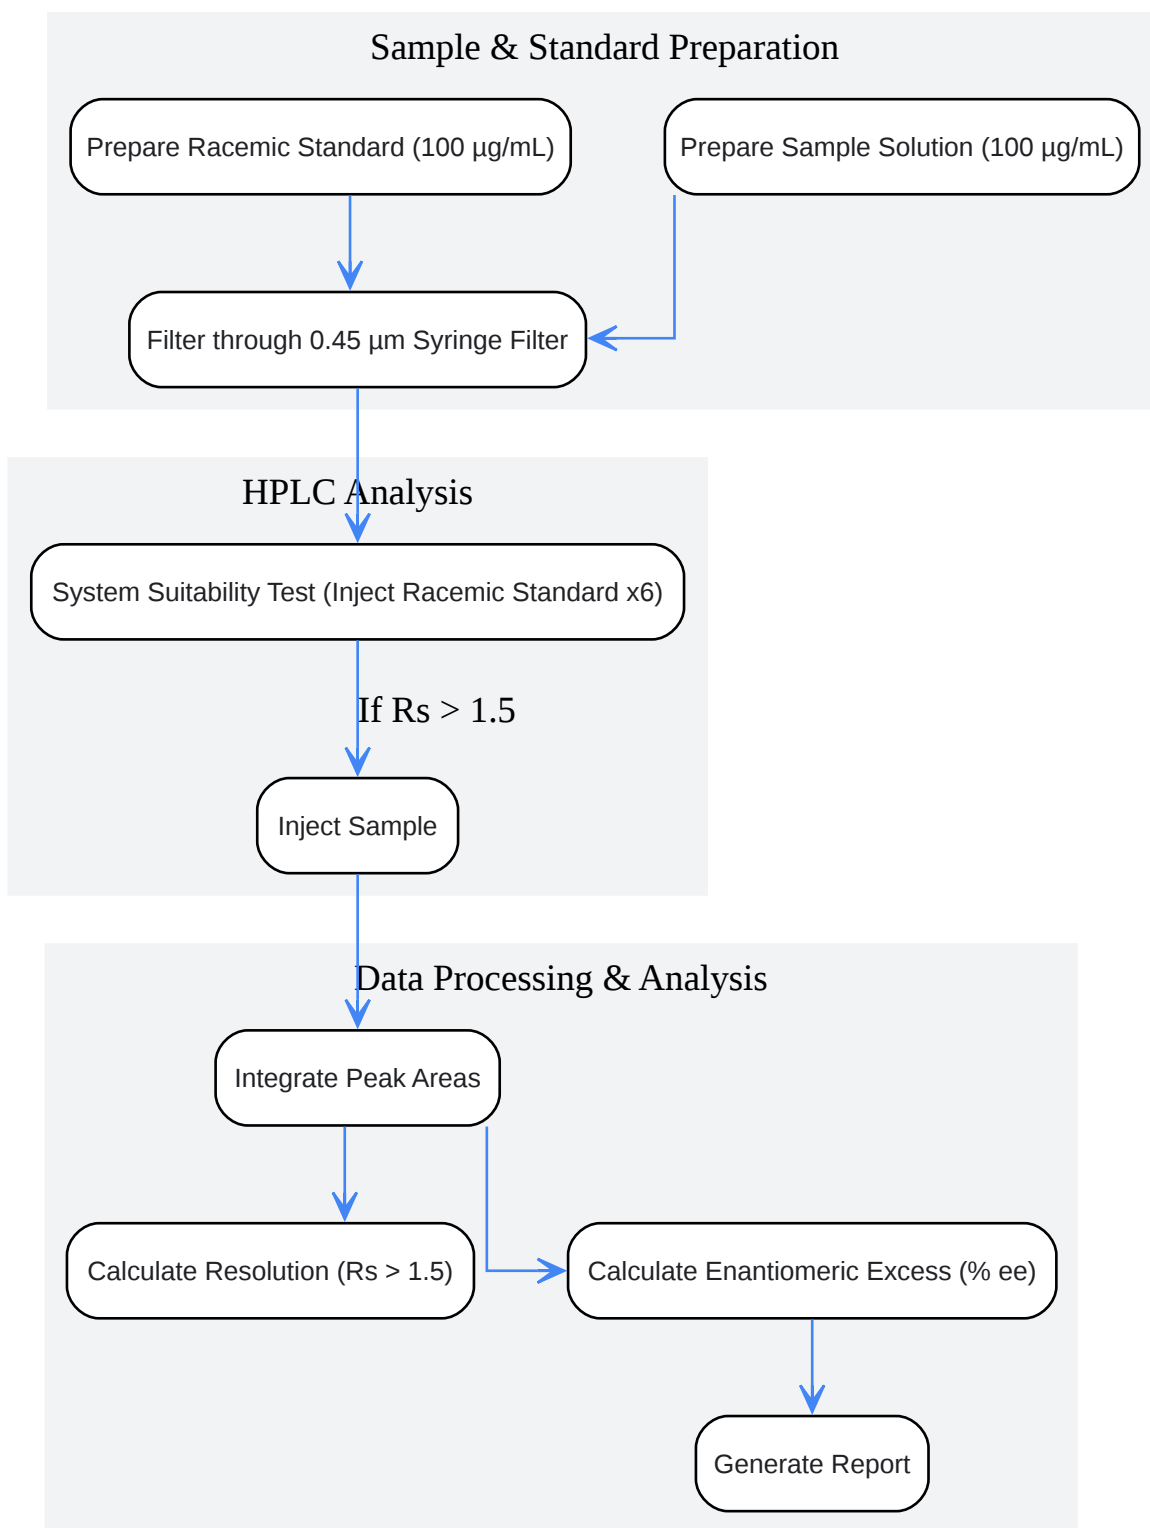 Sample & Standard Preparation
Prepare Racemic Standard (100 µg/mL)
Prepare Sample Solution (100 µg/mL)
Filter through 0.45 µm Syringe Filter
HPLC Analysis
System Suitability Test (Inject Racemic Standard x6)
If Rs > 1.5
Inject Sample
Data Processing & Analysis
Integrate Peak Areas
Calculate Resolution (Rs > 1.5)
Calculate Enantiomeric Excess (% ee)
Generate Report